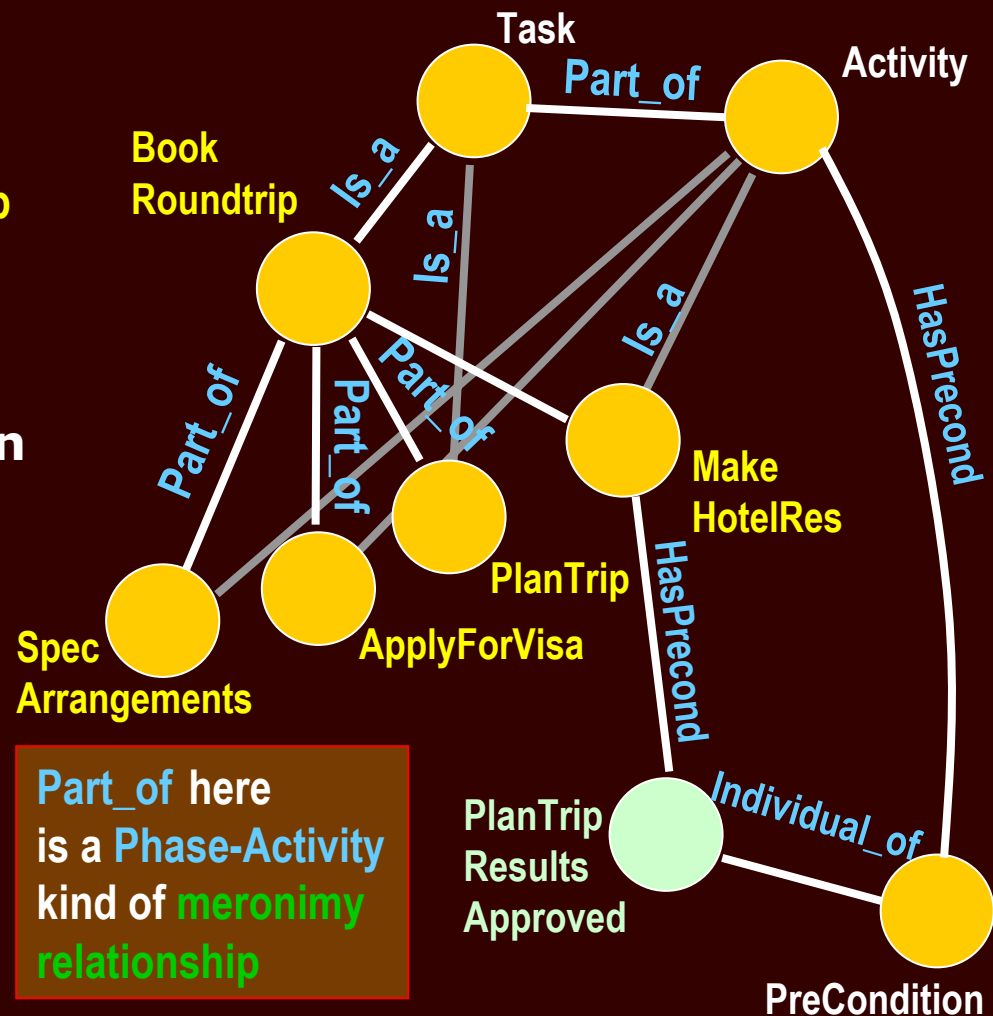 Task
Activity
Part_of
Book
Roundtrip
Is_a
Is_a
Is_a
HasPrecond
Part_of
Part_of
Part_of
Make
HotelRes
PlanTrip
HasPrecond
Spec
Arrangements
ApplyForVisa
Part_of here
is a Phase-Activity
kind of meronimy
relationship
PlanTrip
Results
Approved
Individual_of
PreCondition